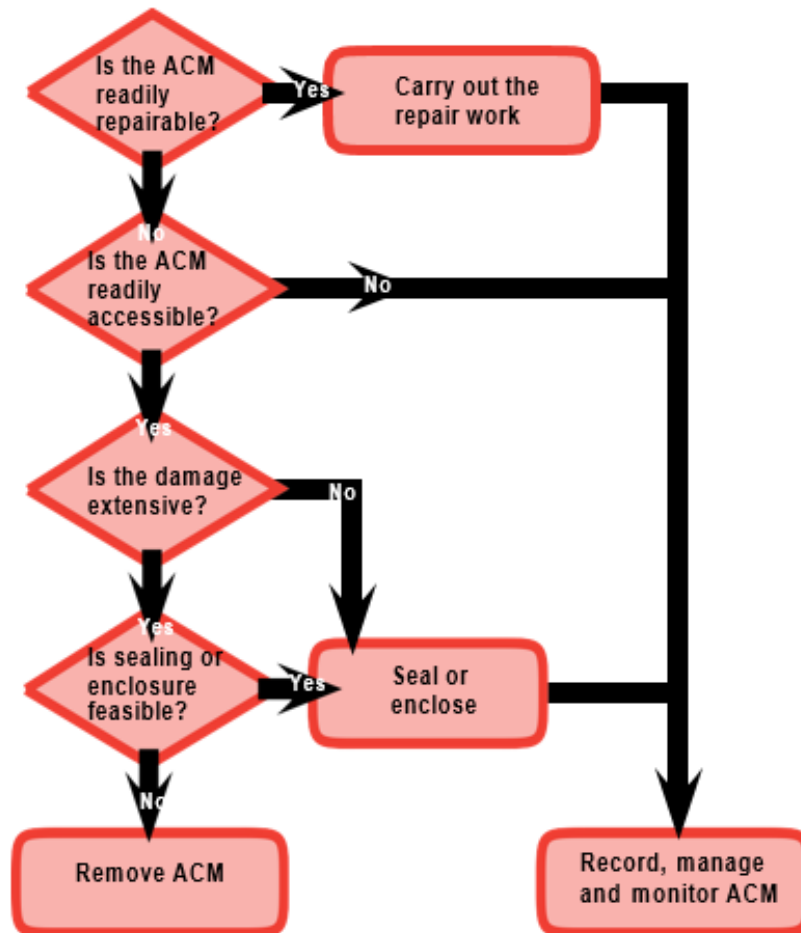 Is the ACM
readily
repairable?
Yes
Carry out the
repair work
No
Is the ACM
readily
accessible?
No
Yes
Is the damage
extensive?
No
Yes
Is sealing or
enclosure
feasible?
Yes
Seal or
enclose
No
Remove ACM
Record, manage
and monitor ACM